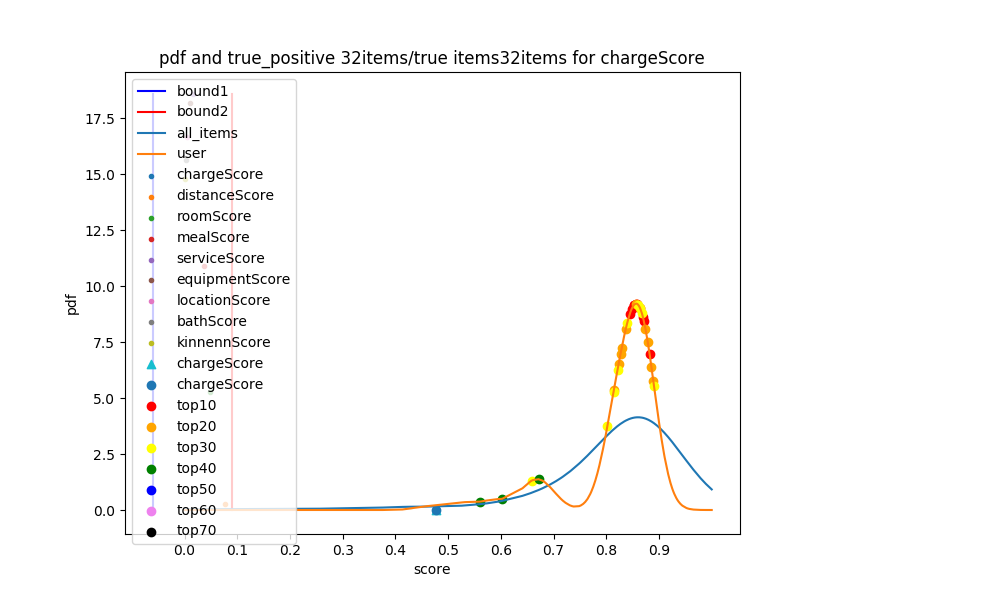 pdf and true_positive 32items/true items32items for chargeScore
bound1
bound2
all_items
user
chargeScore
distanceScore
roomScore
mealScore
serviceScore
equipmentScore
locationScore
bathScore
kinnennScore
chargeScore
chargeScore
top10
top20
top30
top40
top50
top60
top70
17.5
15.0
12.5
10.0
7.5
5.0
2.5
0.0
pdf
0.0 0.1 0.2 0.3 0.4 0.5 0.6 0.7 0.8 0.9
score